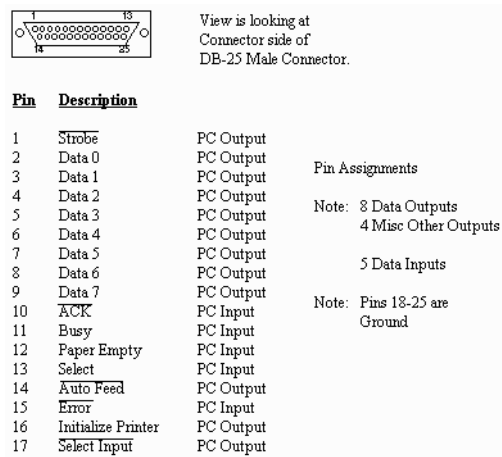 1 13
14 25
View is looking at
Connector side of
DB-25 Male Connector.
Pin Description
1 Strobe PC Output
2 Data 0 PC Output
3 Data 1 PC Output
4 Data 2 PC Output
5 Data 3 PC Output
6 Data 4 PC Output
7 Data 5 PC Output
8 Data 6 PC Output
9 Data 7 PC Output
10 ACK PC Input
11 Busy PC Input
12 Paper Empty PC Input
13 Select PC Input
14 Auto Feed PC Output
15 Error PC Input
16 Initialize Printer PC Output
17 Select Input PC Output
Pin Assignments
Note: 8 Data Outputs
4 Misc Other Outputs
5 Data Inputs
Note: Pins 18-25 are
Ground